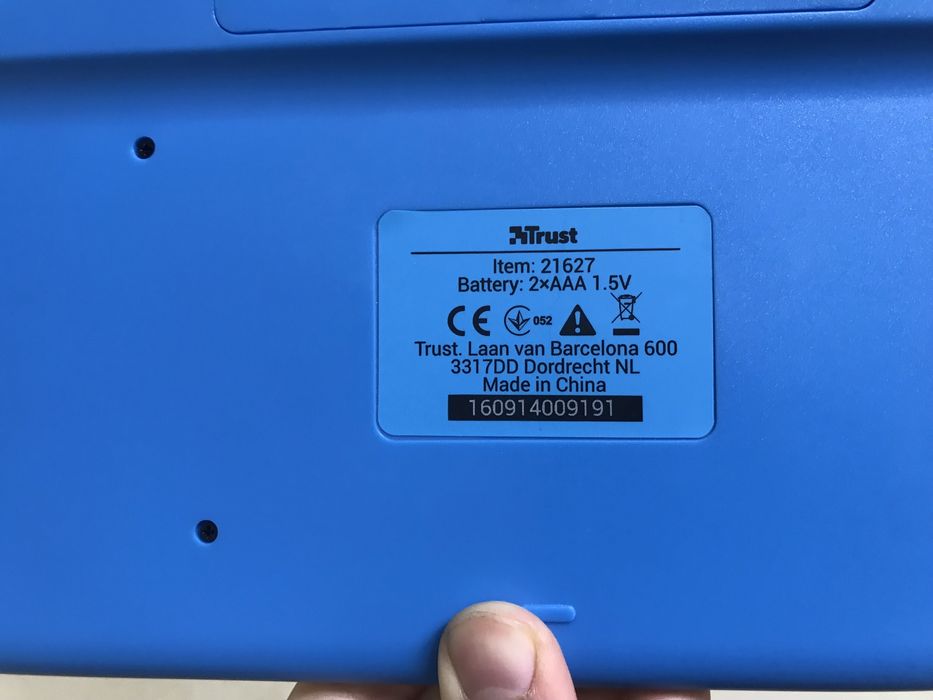 Trust
Item: 21627
Battery: 2×AAA 1.5V
CE 052
Trust. Laan van Barcelona 600
3317DD Dordrecht NL
Made in China
160914009191